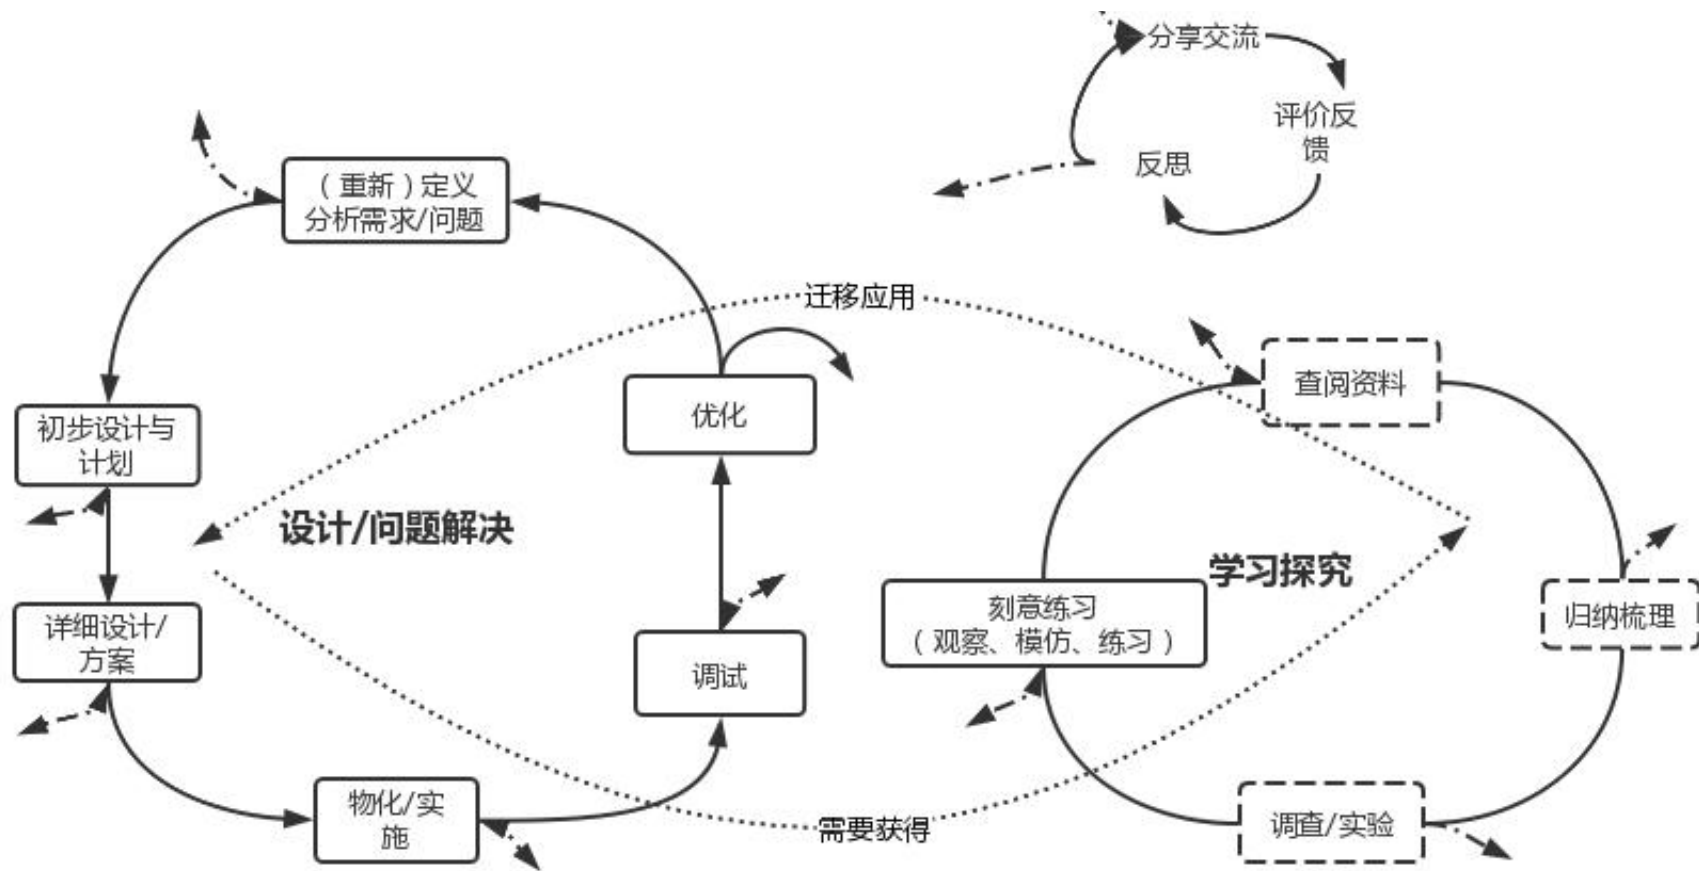 分享交流
评价反
馈
反思
（重新）定义
分析需求/问题
迁移应用
查阅资料
优化
初步设计与
计划
设计/问题解决
学习探究
刻意练习
（观察、模仿、练习）
归纳梳理
详细设计/
方案
调试
物化/实
施
需要获得
调查/实验